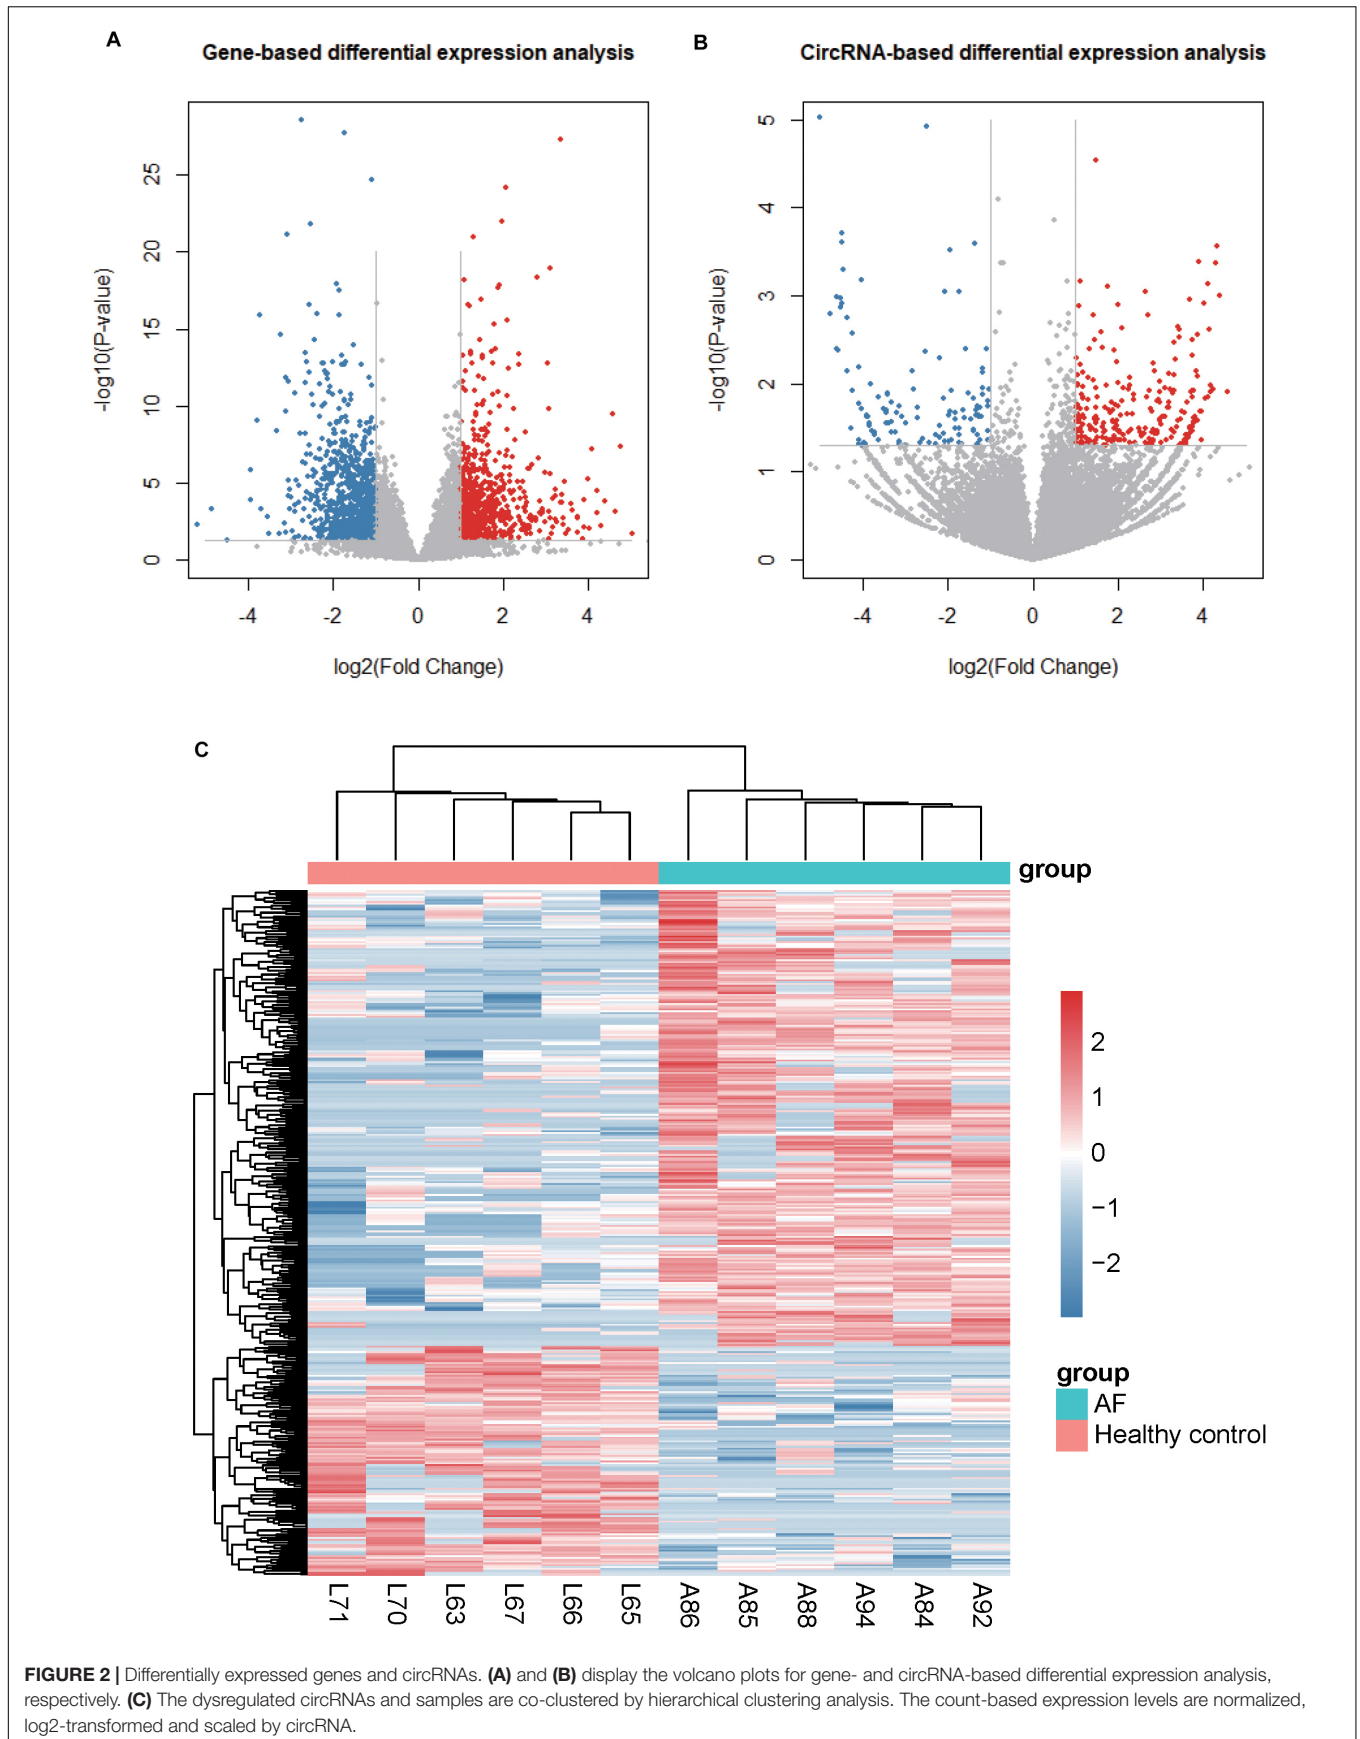 A
Gene-based differential expression analysis
-log10(P-value)
25
20
15
10
5
0
-4 -2 0 2 4
log2(Fold Change)
B
CircRNA-based differential expression analysis
-log10(P-value)
5
4
3
2
1
0
-4 -2 0 2 4
log2(Fold Change)
C
group
2
1
0
−1
−2
group
AF
Healthy control
L71 L70 L63 L67 L66 L65 A86 A85 A88 A94 A84 A92
FIGURE 2 | Differentially expressed genes and circRNAs. (A) and (B) display the volcano plots for gene- and circRNA-based differential expression analysis,
respectively. (C) The dysregulated circRNAs and samples are co-clustered by hierarchical clustering analysis. The count-based expression levels are normalized,
log2-transformed and scaled by circRNA.